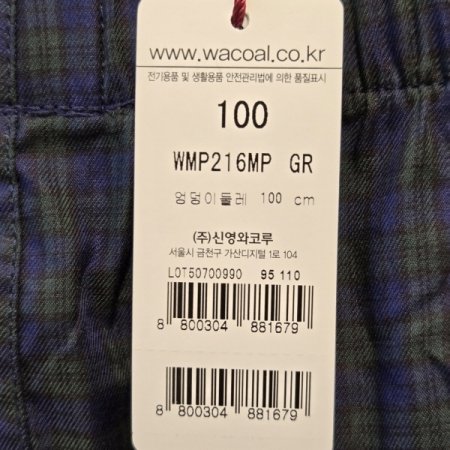 www.wacoal.co.kr
전기용품 및 생활용품 안전관리법에 의한 품질표시
100
WMP216MP GR
엉덩이둘레 100 cm
(주)신영와코루
서울시 금천구 가산디지털 1로 104
LOT50700990 95 110
8 800304 881679
8 800304 881679